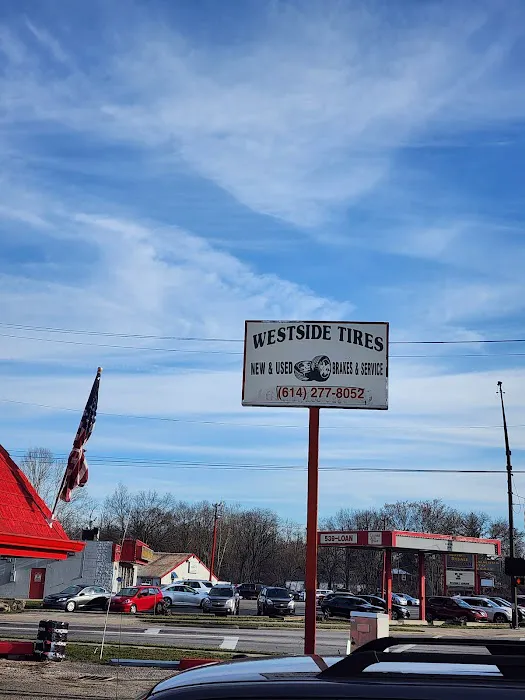 WESTSIDE TIRES
NEW & USED BRAKES & SERVICE
(614) 277-8052
539-LOAN